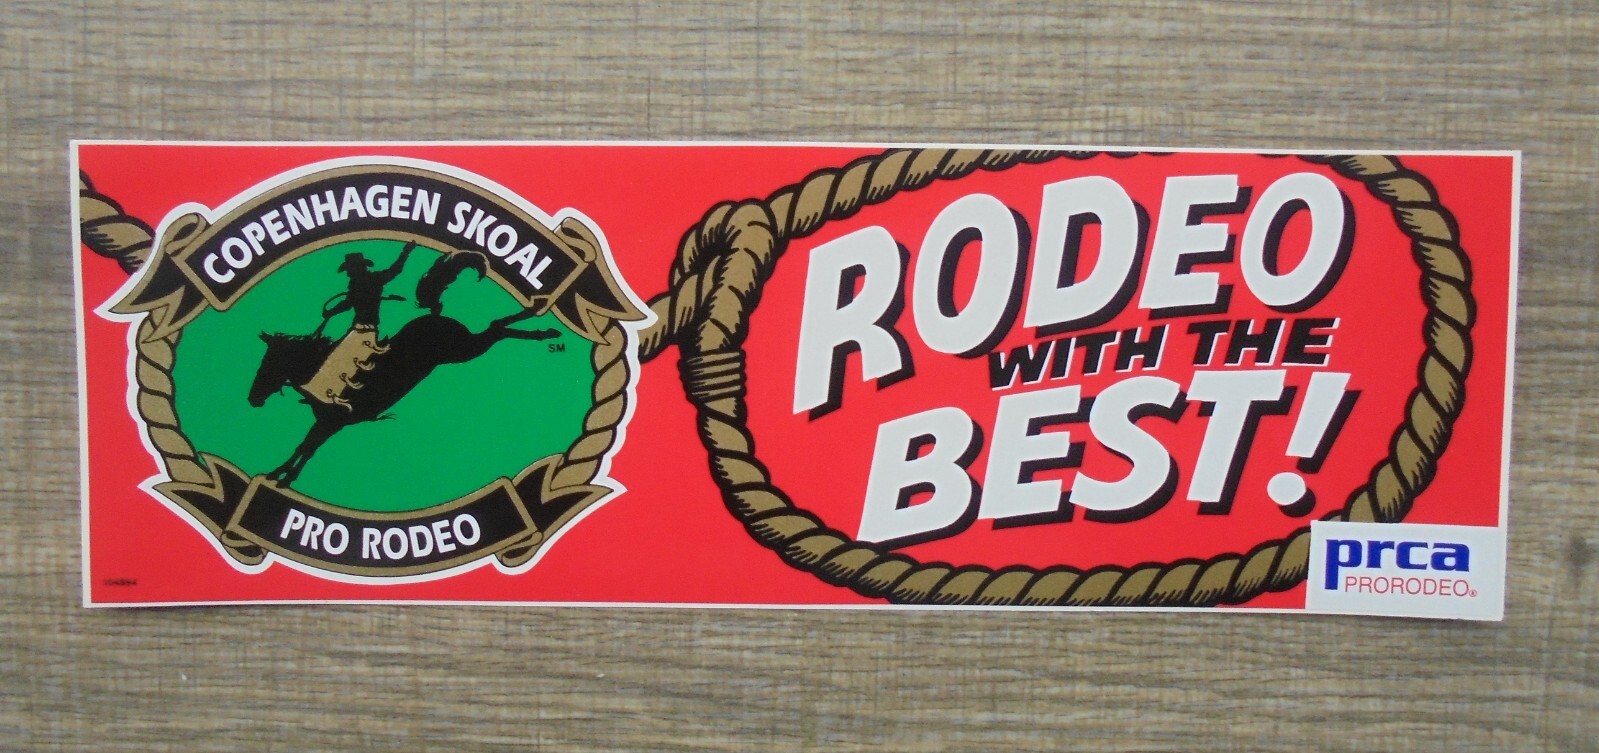 COPENHAGEN SKOAL
SM
PRO RODEO
RODEO
WITH THE
BEST!
prca
PRORODEO®